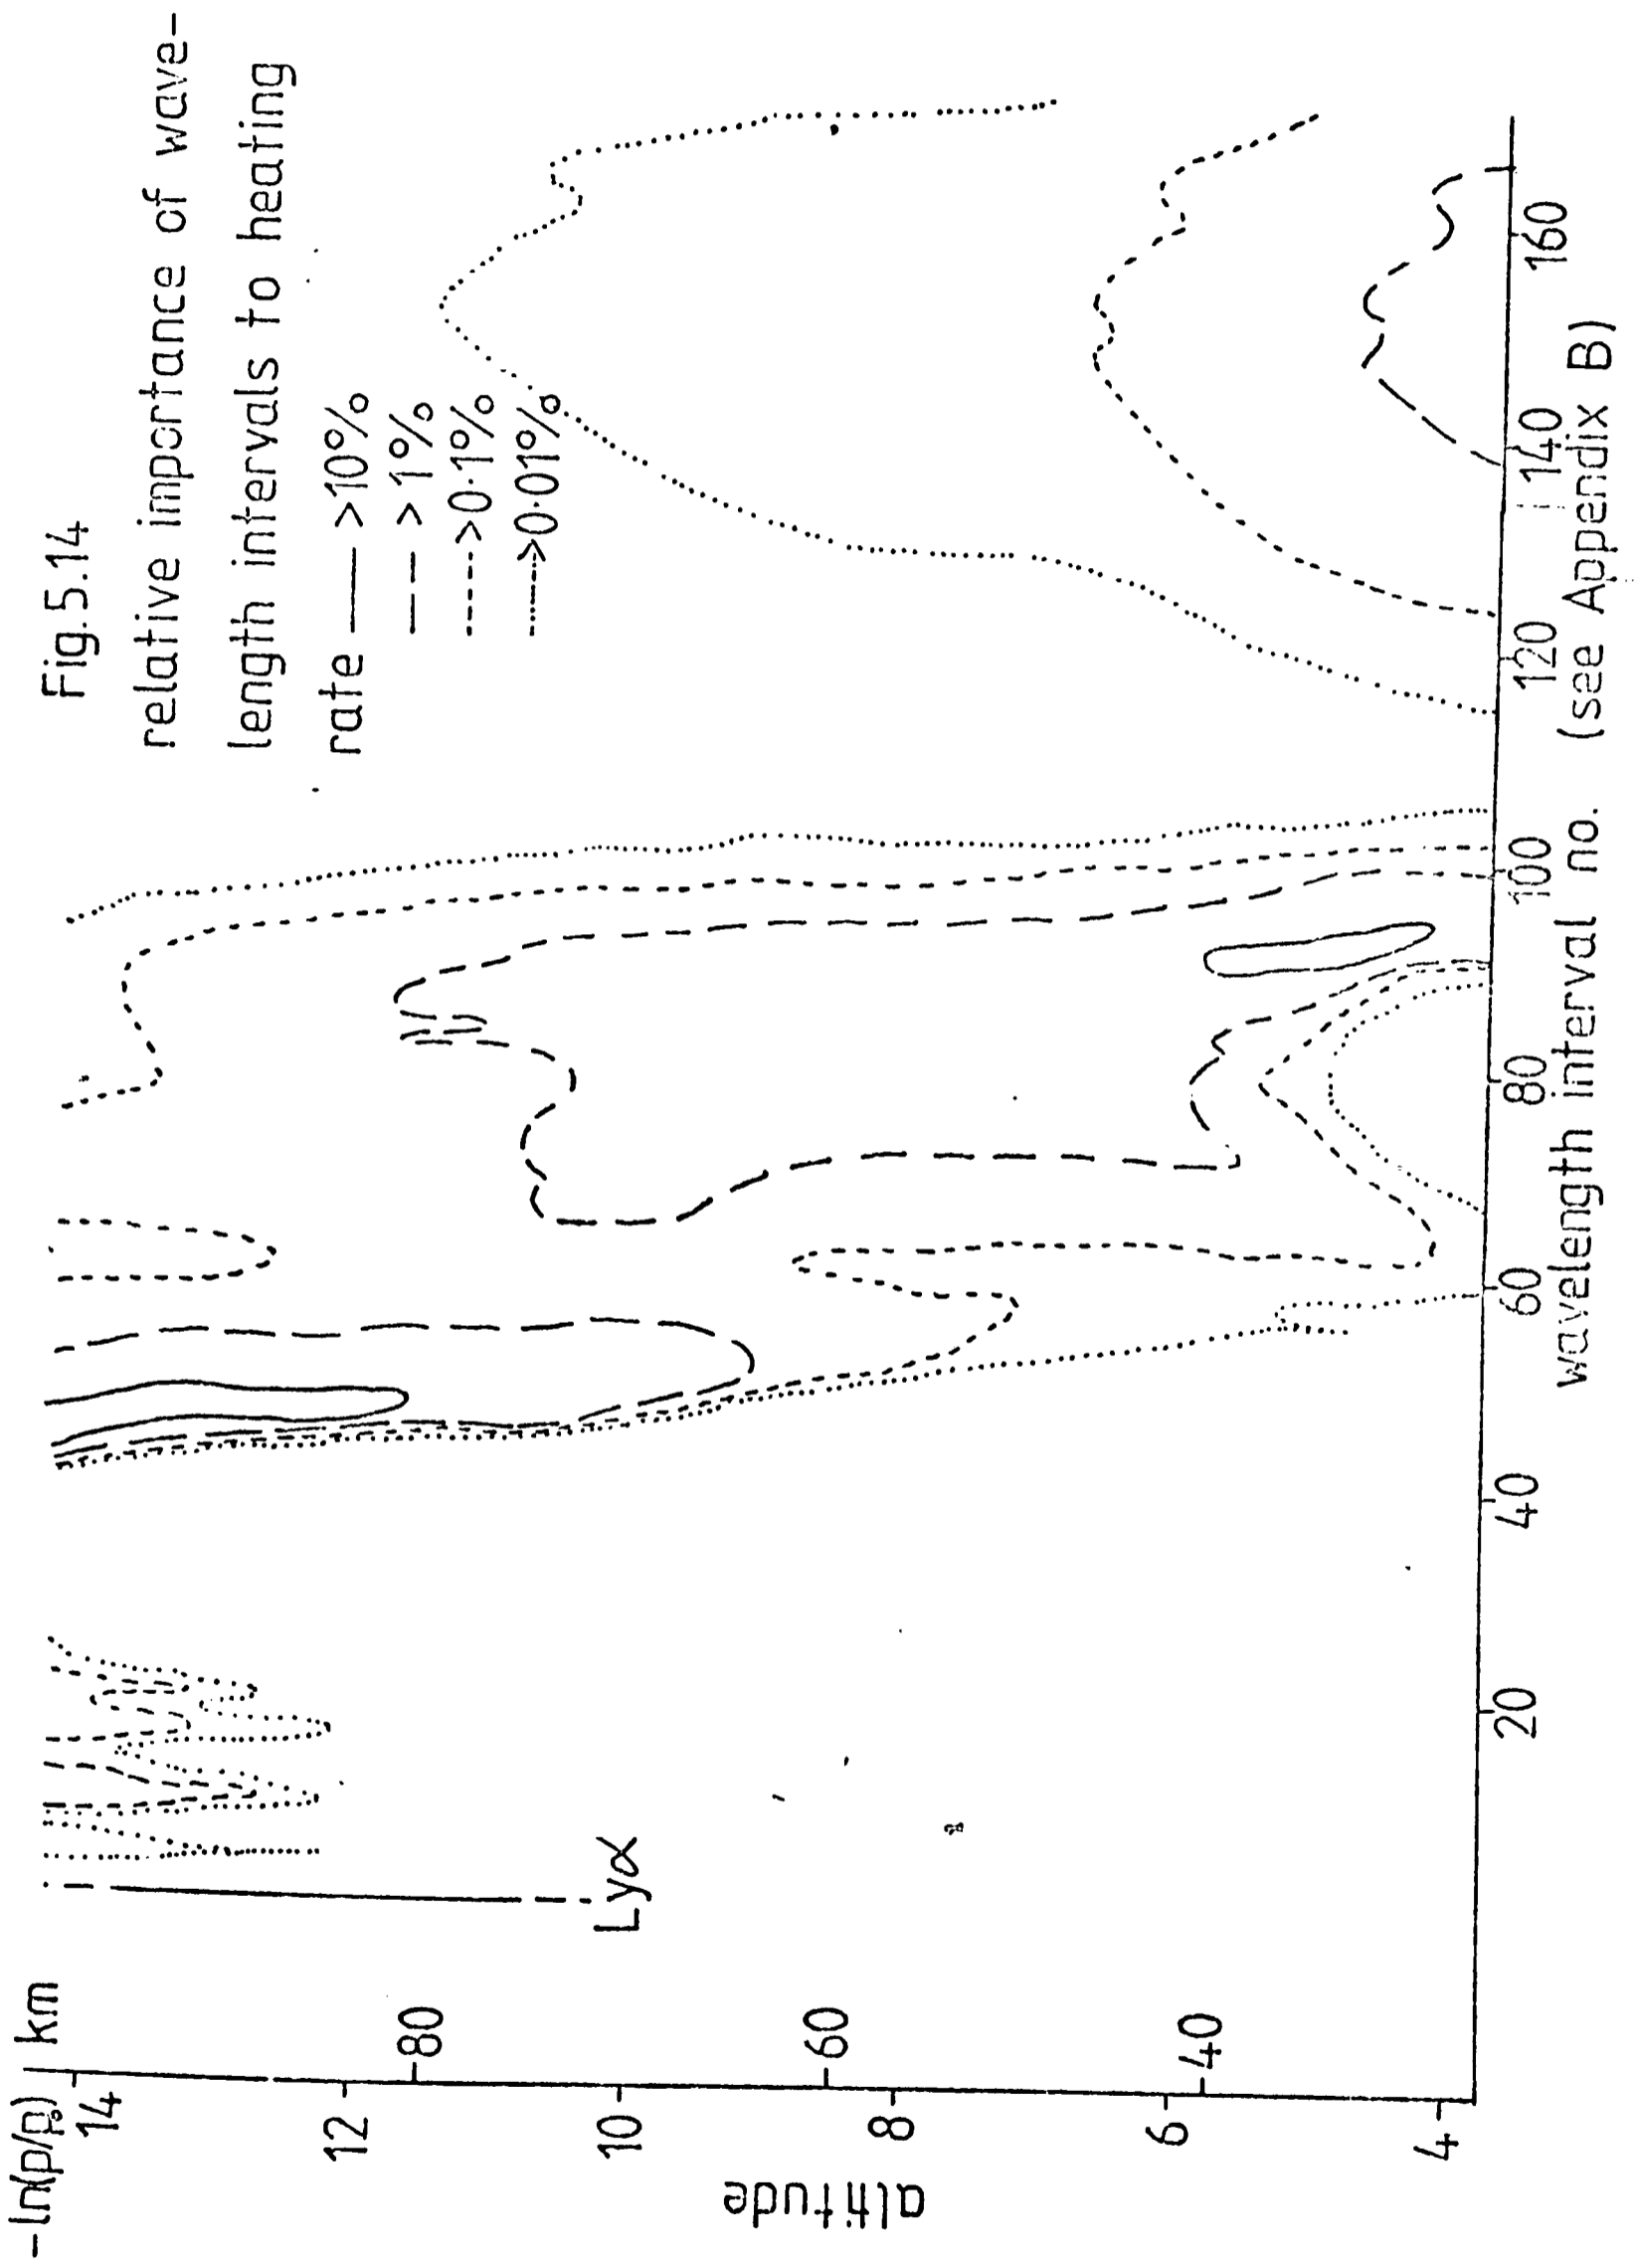 Fig. 5.14
relative importance of wave-
length intervals to heating
rate — >10%
— — >1%
----->0·1%
......>0·01%
-ln(p/p₀)
km
14
12
10
8
6
4
80
60
40
altitude
Lyα
20
40
60
80
100
120
140
160
wavelength interval no. (see Appendix B)